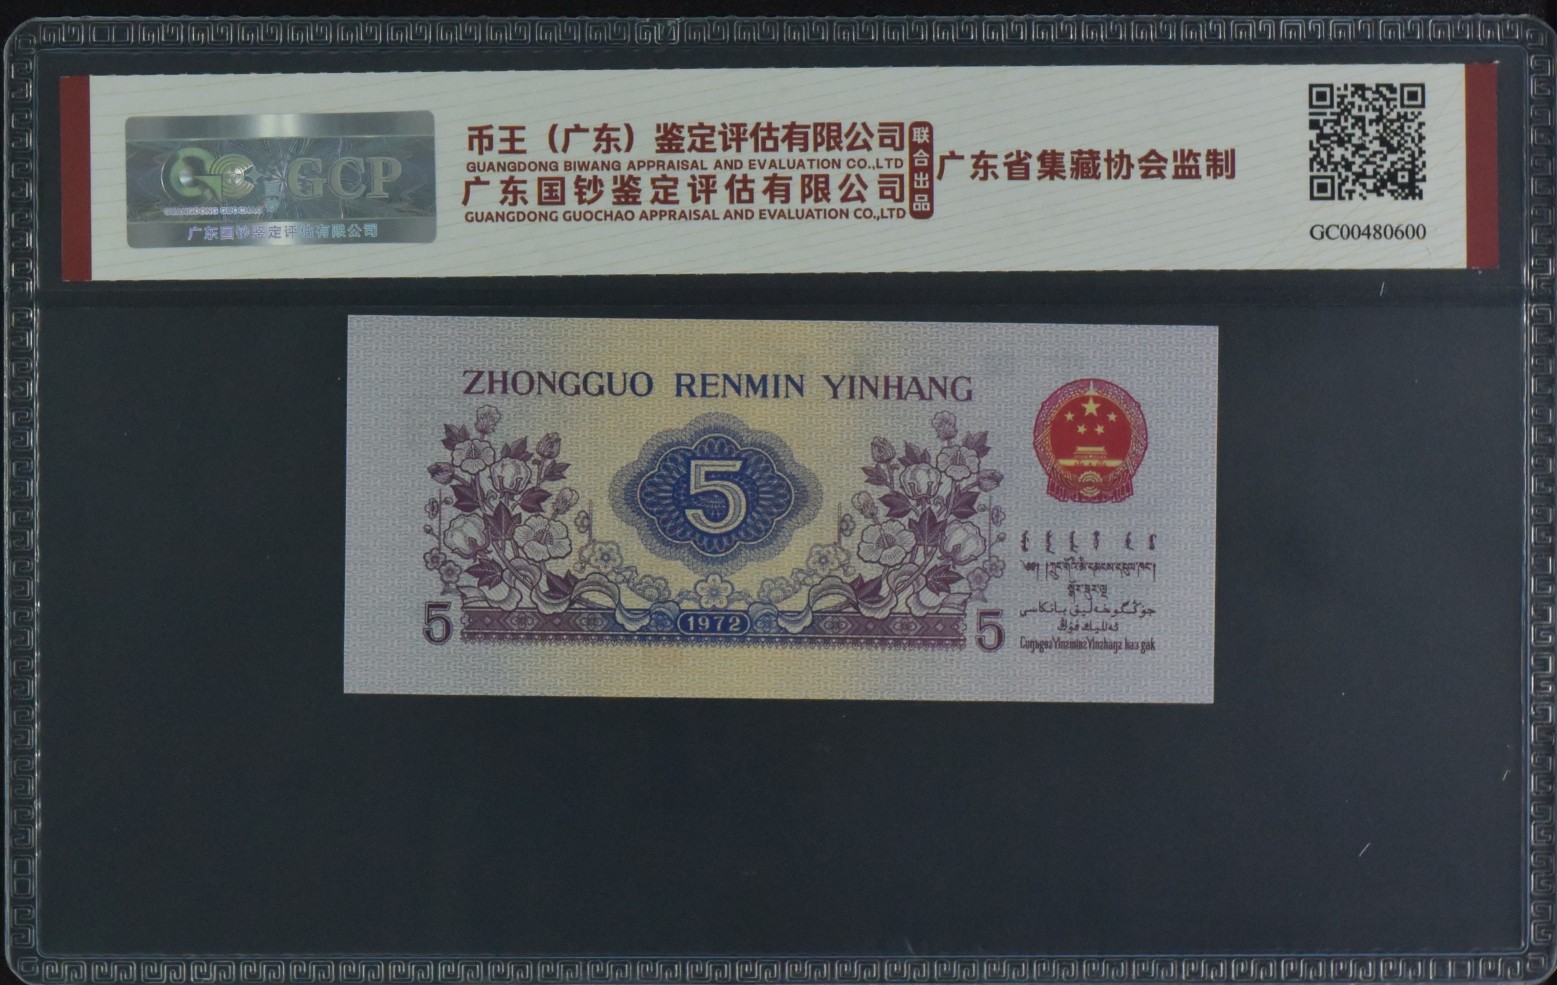 GCP
GUANGDONG GUOCHAO
广东国钞鉴定评估有限公司
币王（广东）鉴定评估有限公司
GUANGDONG BIWANG APPRAISAL AND EVALUATION CO.,LTD
广东国钞鉴定评估有限公司
GUANGDONG GUOCHAO APPRAISAL AND EVALUATION CO.,LTD
联合出品
广东省集藏协会监制
GC00480600
ZHONGGUO RENMIN YINHANG
5
5
1972
5